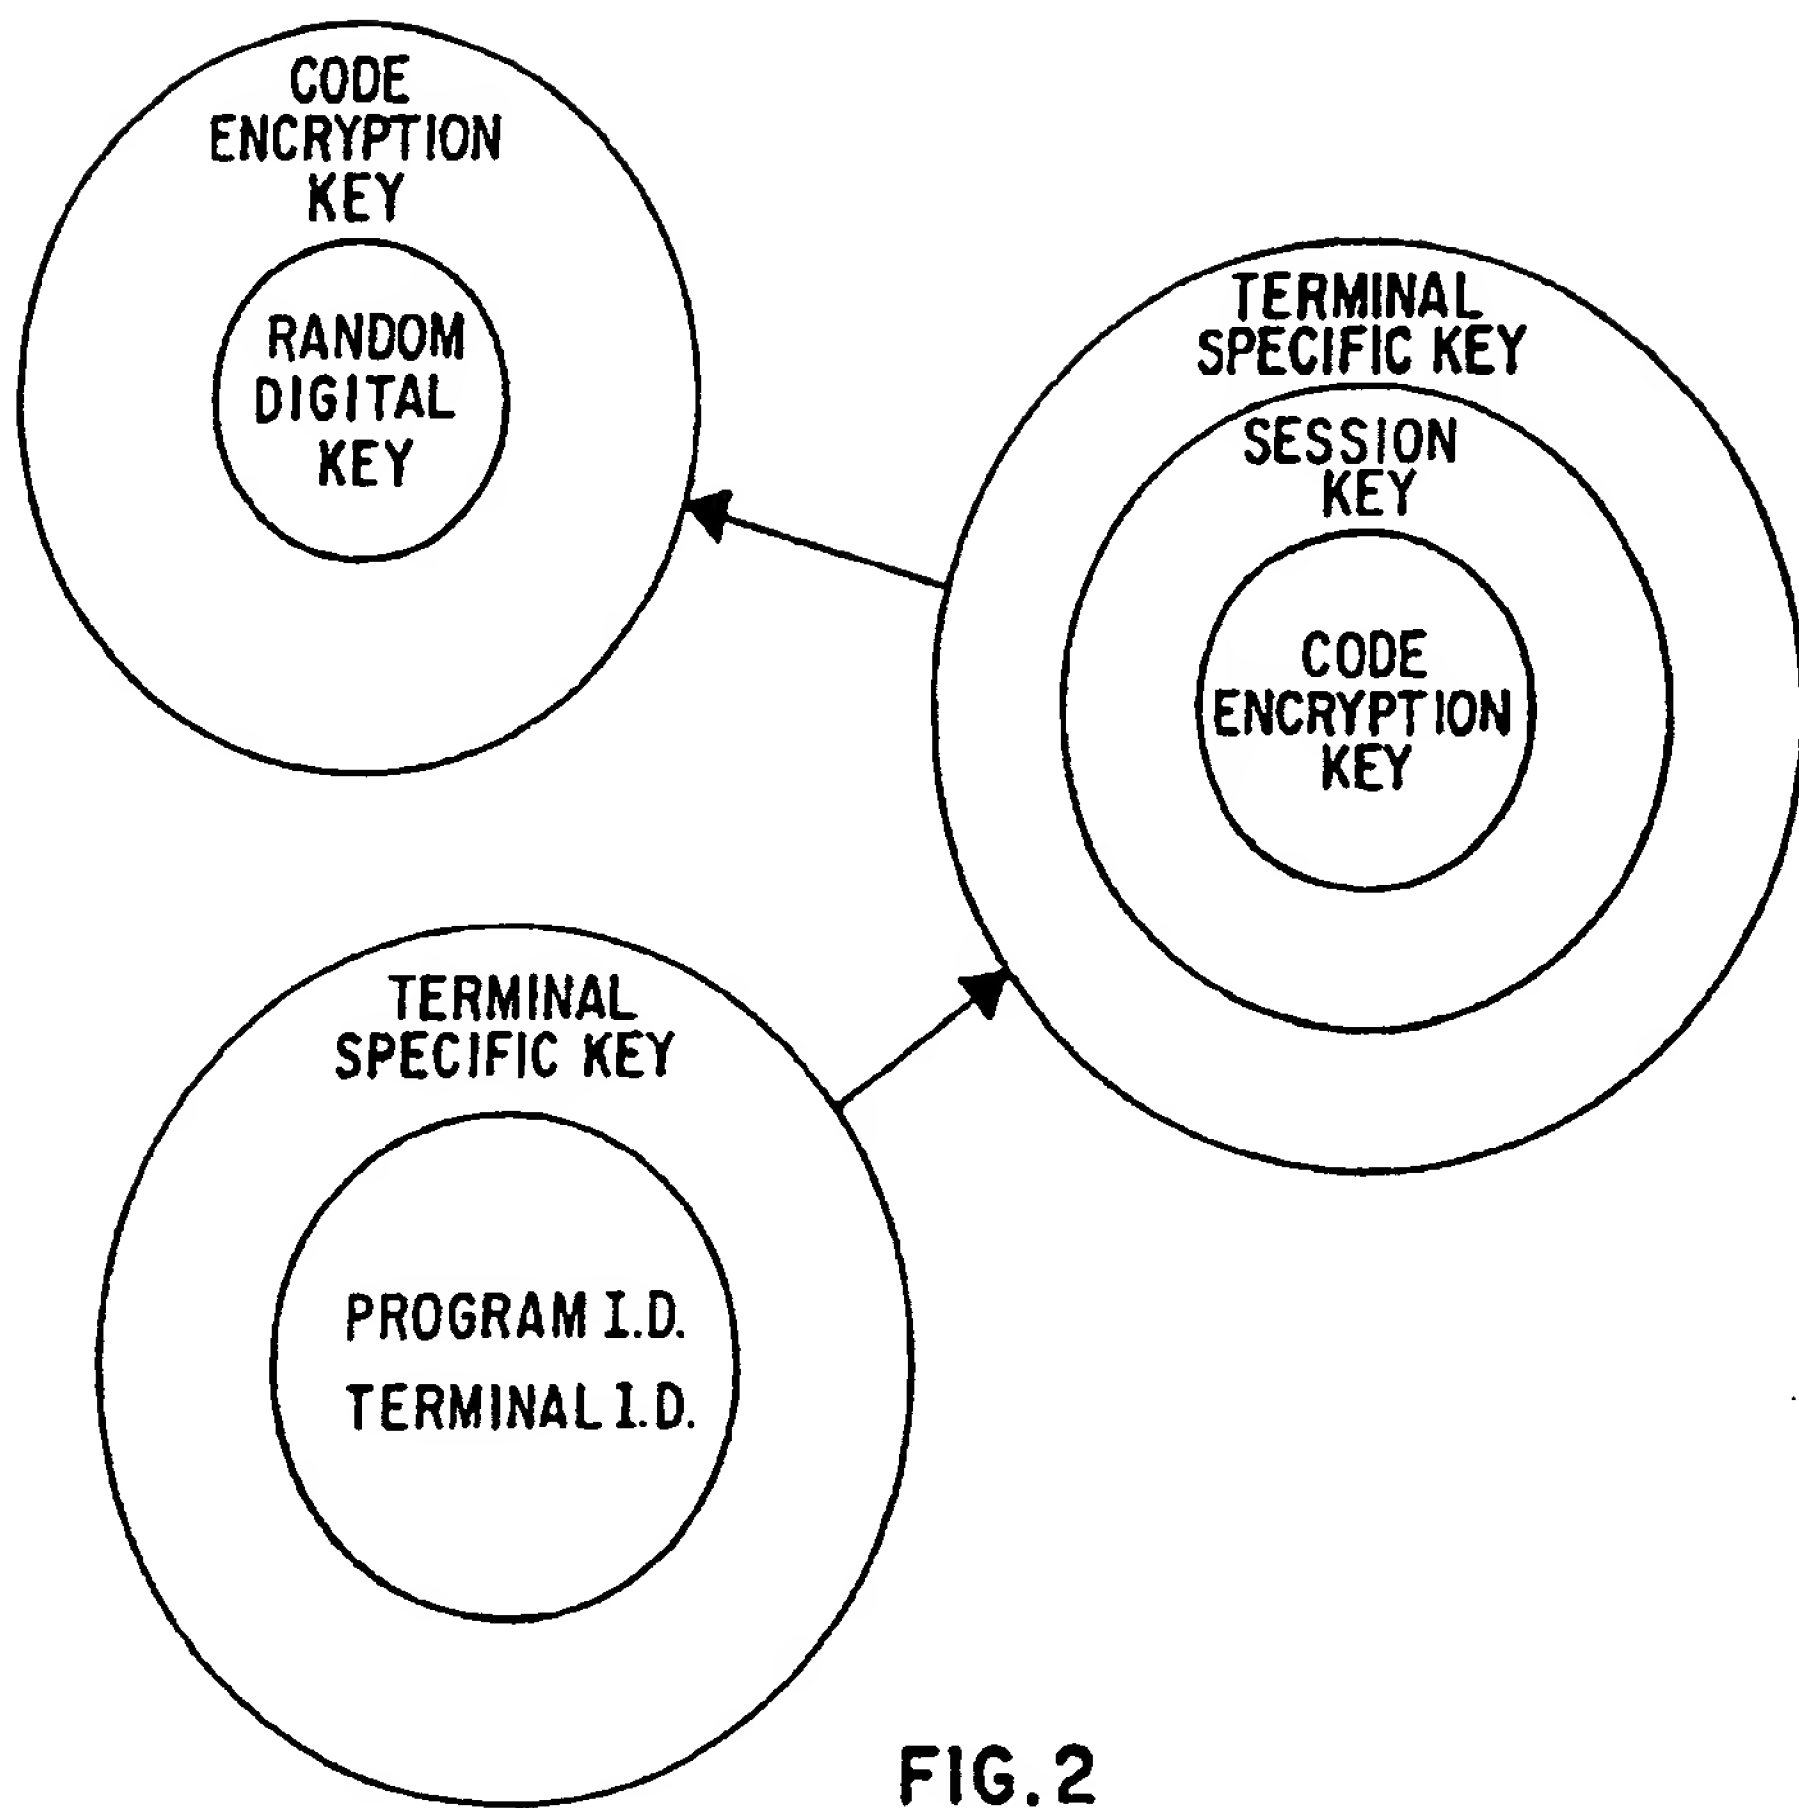 CODE
ENCRYPTION
KEY
RANDOM
DIGITAL
KEY
TERMINAL
SPECIFIC KEY
SESSION
KEY
CODE
ENCRYPTION
KEY
TERMINAL
SPECIFIC KEY
PROGRAM I.D.
TERMINAL I.D.
FIG. 2